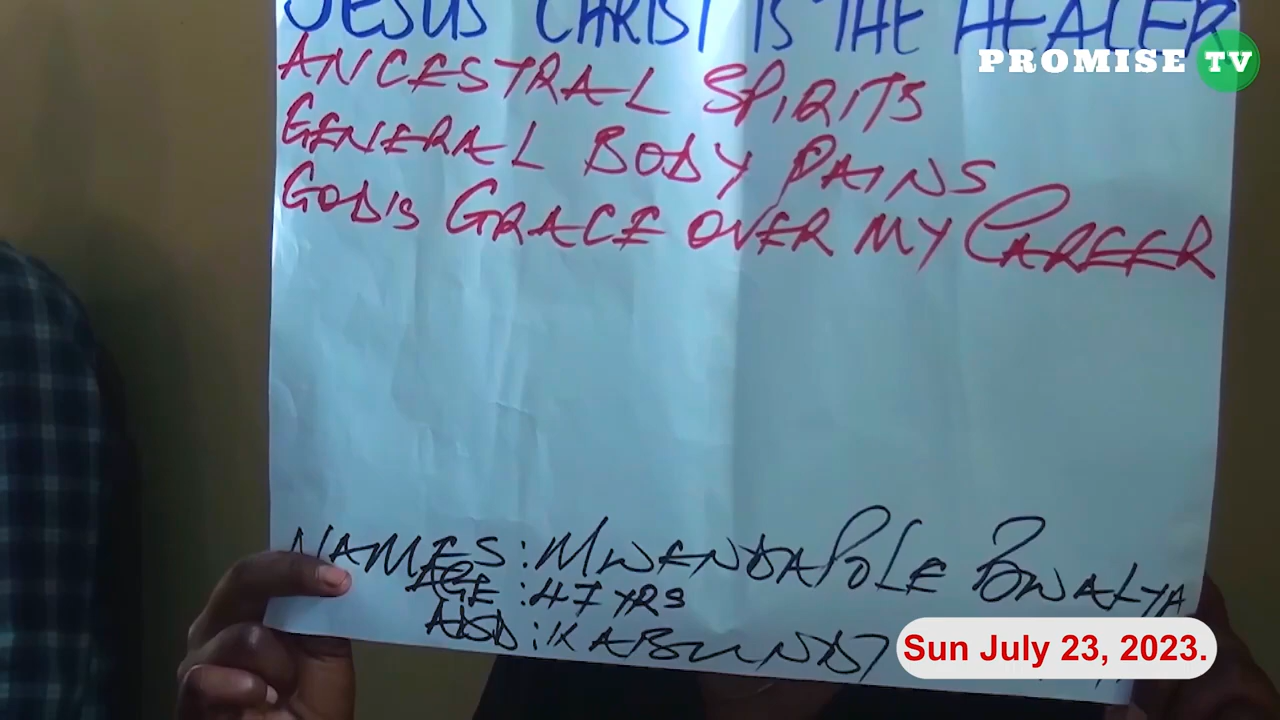 JESUS CHRIST IS THE HEALER
PROMISE TV
ANCESTRAL SPIRITS
GENERAL BODY PAINS
GOD'S GRACE OVER MY CAREER
NAMES: MWENDAPOLE BWALYA
AGE: 47 YRS
Sun July 23, 2023.